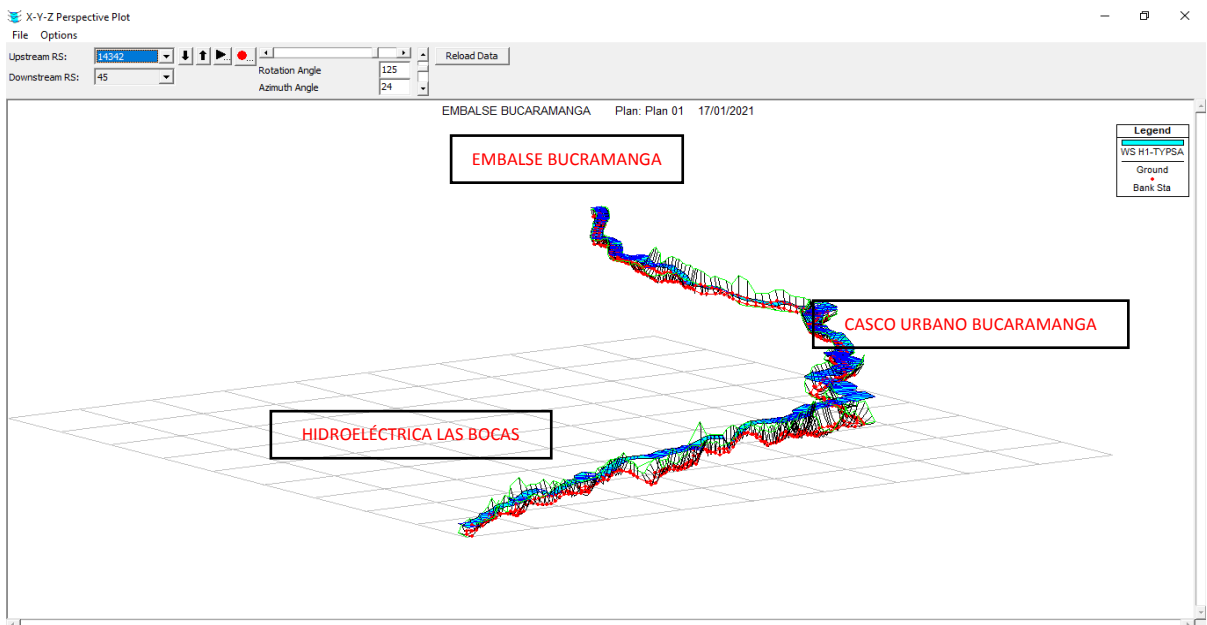 X-Y-Z Perspective Plot
File Options
Upstream RS: 14342
Downstream RS: 45
Rotation Angle 125
Azimuth Angle 24
Reload Data
EMBALSE BUCARAMANGA Plan: Plan 01 17/01/2021
Legend
WS H1-TYPSA
Ground
Bank Sta
EMBALSE BUCRAMANGA
CASCO URBANO BUCARAMANGA
HIDROELÉCTRICA LAS BOCAS